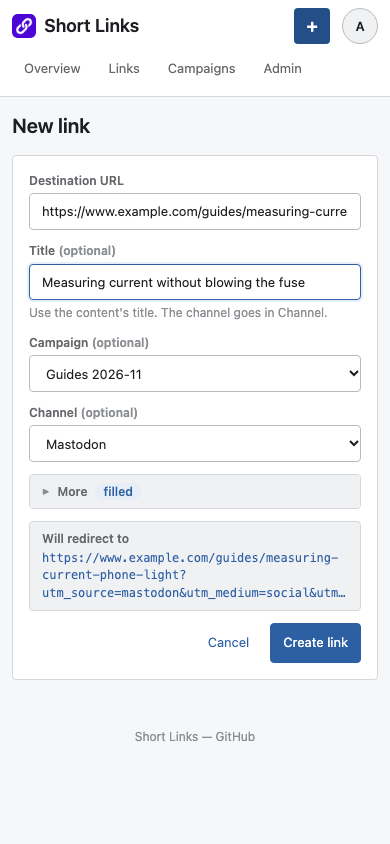 Short Links
+
A
Overview Links Campaigns Admin
New link
Destination URL
https://www.example.com/guides/measuring-curre
Title (optional)
Measuring current without blowing the fuse
Use the content's title. The channel goes in Channel.
Campaign (optional)
Guides 2026-11
Channel (optional)
Mastodon
More filled
Will redirect to
https://www.example.com/guides/measuring-
current-phone-light?
utm_source=mastodon&utm_medium=social&utm…
Cancel Create link
Short Links — GitHub